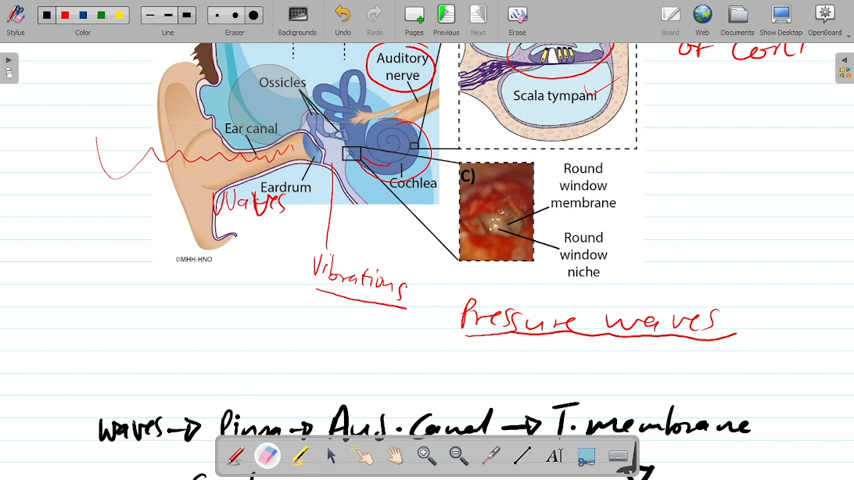 Stylus
Color
Line
Eraser
Backgrounds
Undo
Redo
Pages
Previous
Next
Erase
Board
Web
Documents
Show Desktop
OpenBoard
Auditory
nerve
Ossicles
Ear canal
Eardrum
Cochlea
©MHH-HNO
Scala tympani
C)
Round
window
membrane
Round
window
niche
waves
Vibrations
Pressure waves
waves → Pinna → Aud. Canal → T. membrane